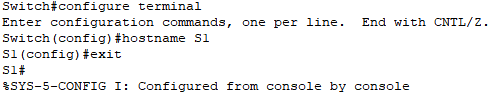 Switch#configure terminal
Enter configuration commands, one per line.  End with CNTL/Z.
Switch(config)#hostname S1
S1(config)#exit
S1#
%SYS-5-CONFIG I: Configured from console by console